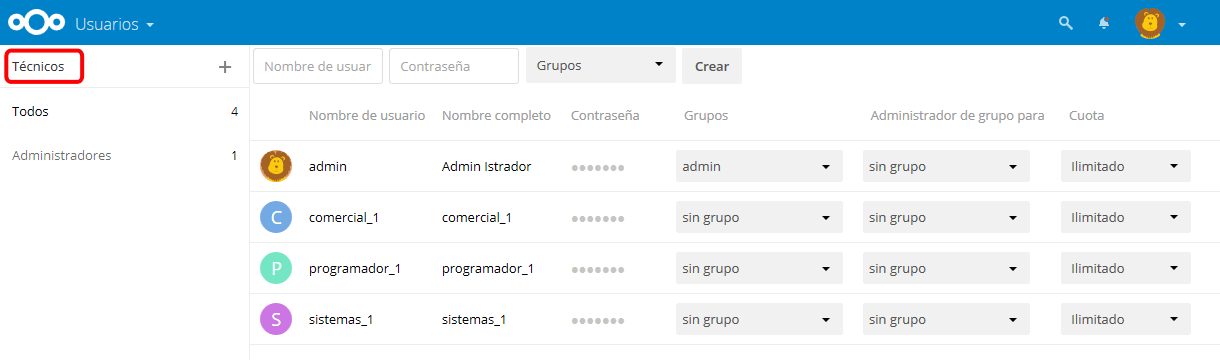 Usuarios
Técnicos +
Nombre de usuar Contraseña Grupos Crear
Todos 4
Nombre de usuario Nombre completo Contraseña Grupos Administrador de grupo para Cuota
Administradores 1
admin Admin Istrador ●●●●●●● admin sin grupo Ilimitado
C comercial_1 comercial_1 ●●●●●●● sin grupo sin grupo Ilimitado
P programador_1 programador_1 ●●●●●●● sin grupo sin grupo Ilimitado
S sistemas_1 sistemas_1 ●●●●●●● sin grupo sin grupo Ilimitado